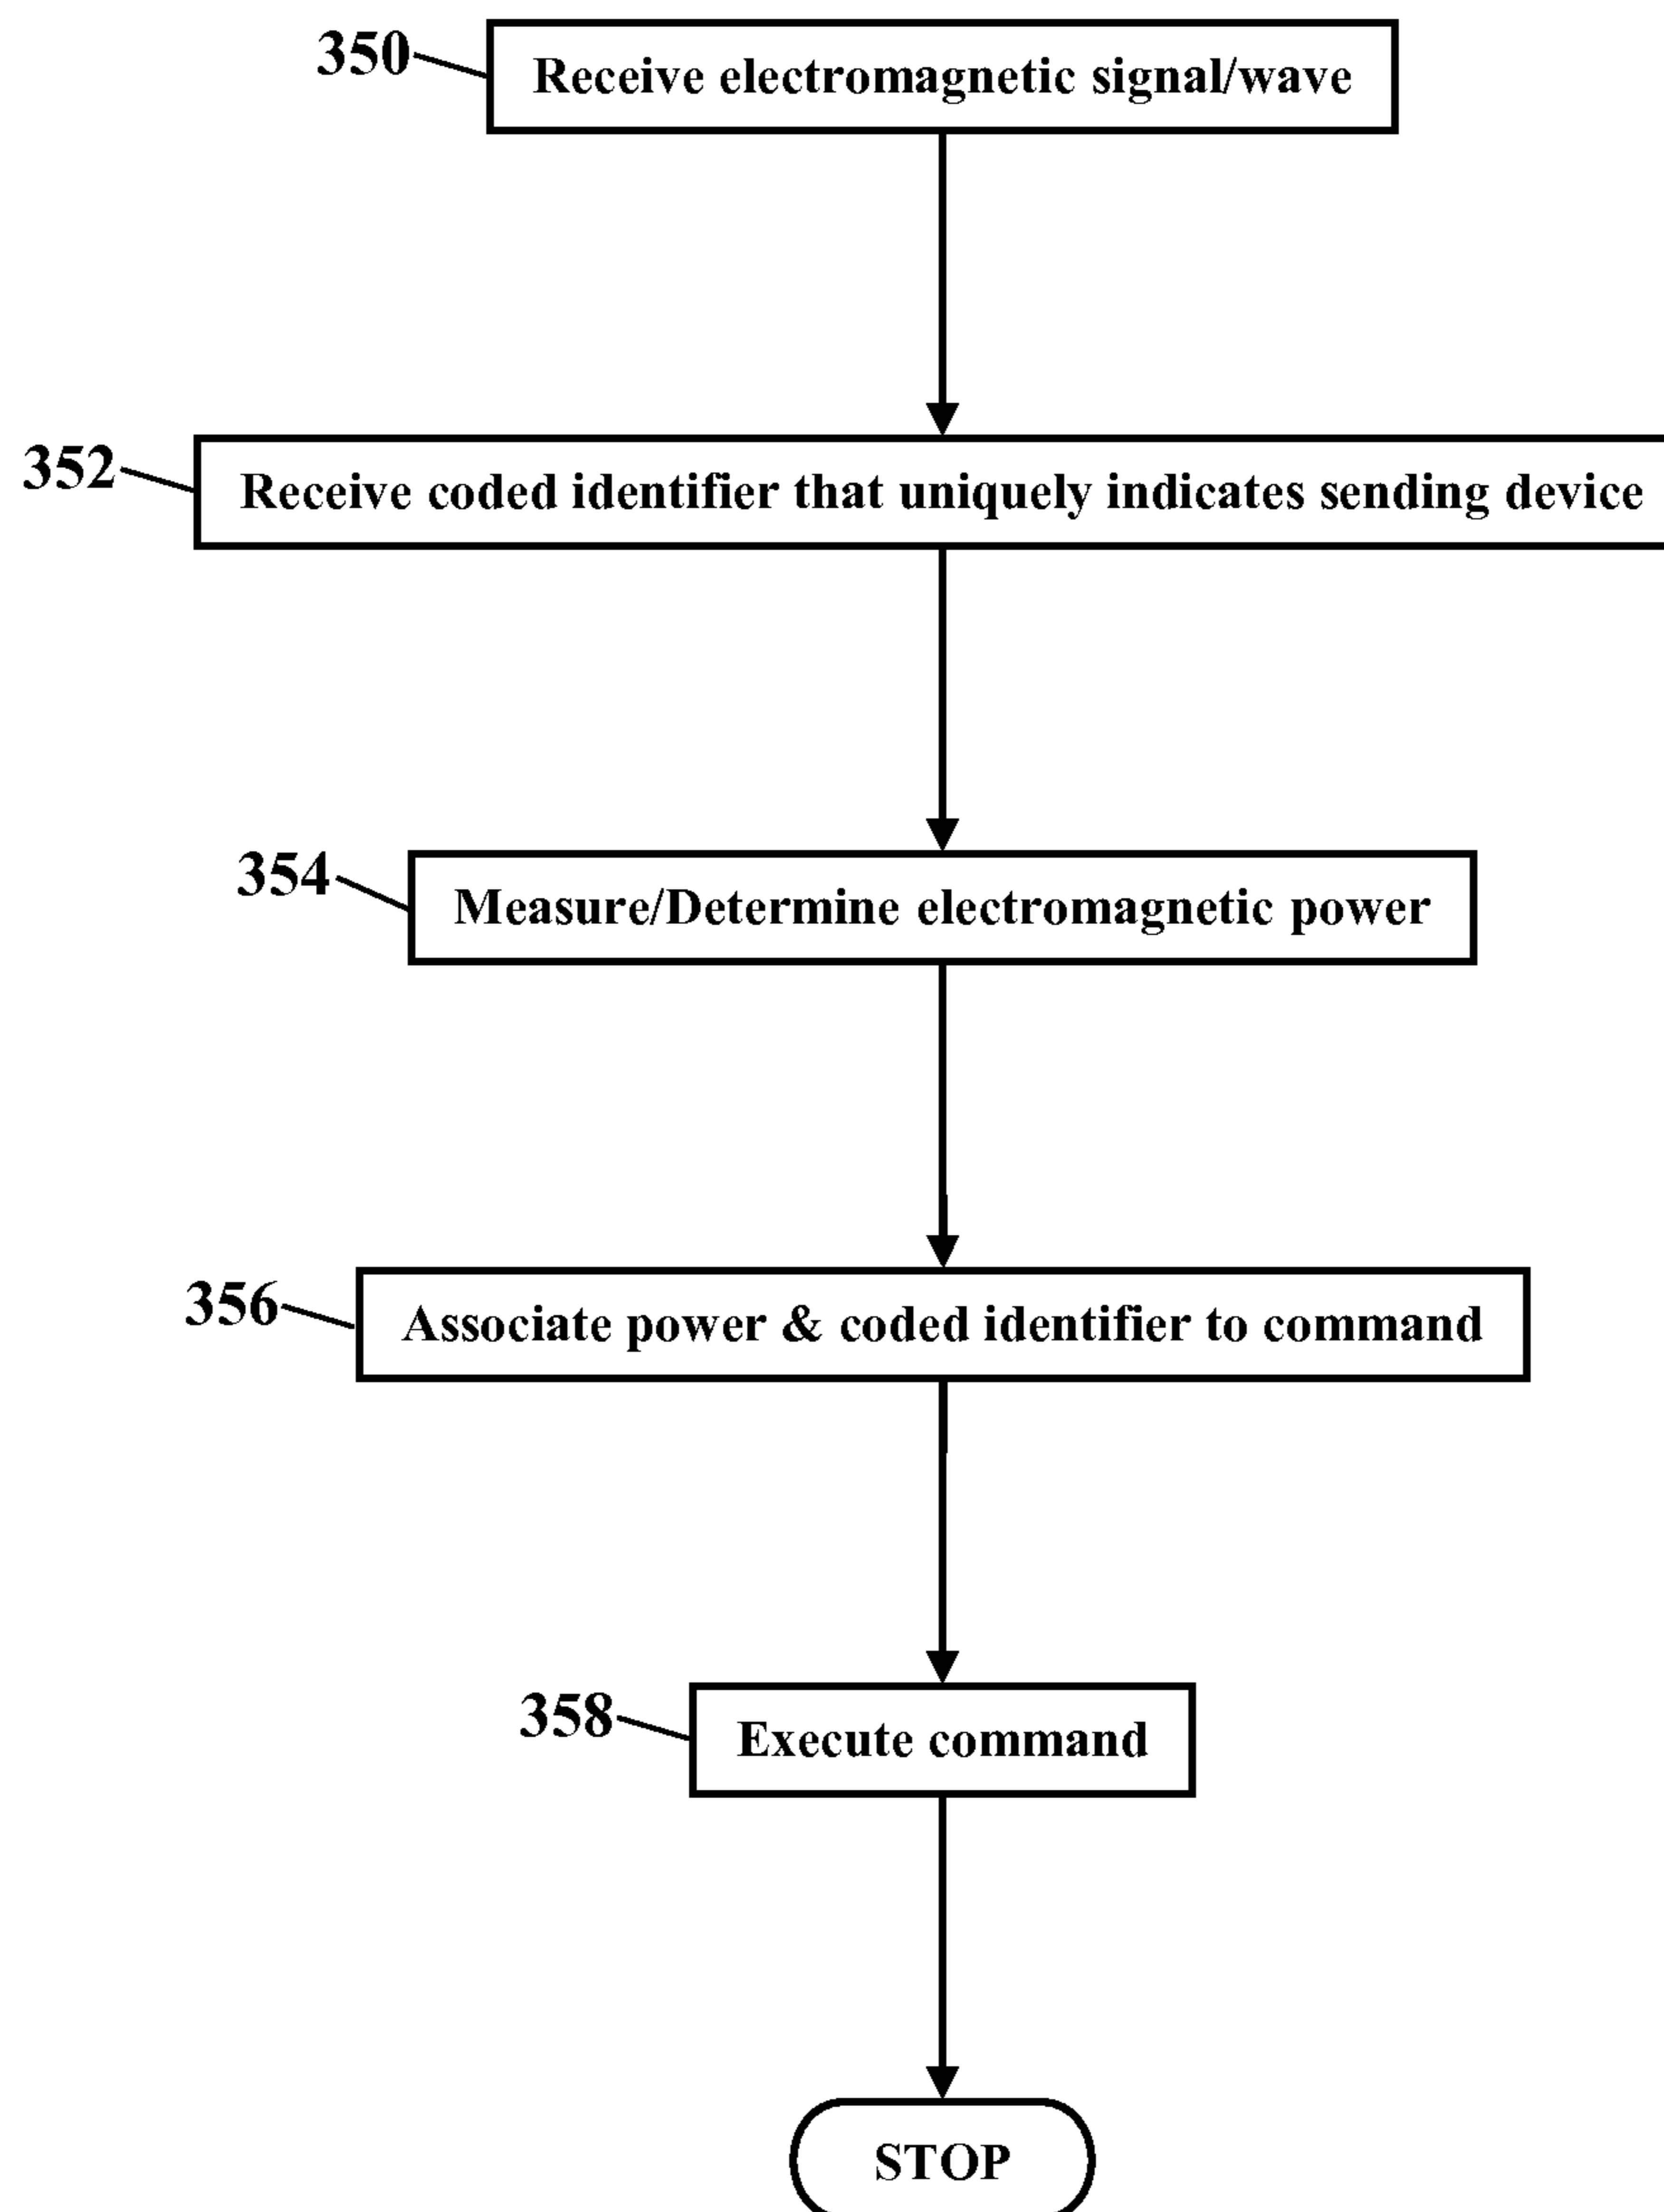 350
Receive electromagnetic signal/wave
352
Receive coded identifier that uniquely indicates sending device
354
Measure/Determine electromagnetic power
356
Associate power & coded identifier to command
358
Execute command
STOP